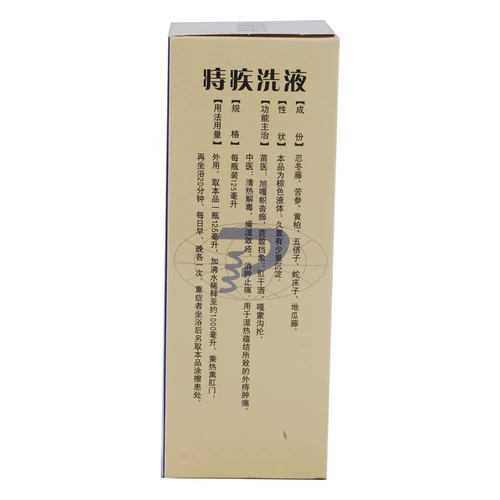 痔疾洗液
【成份】忍冬藤、苦参、黄柏、五倍子、蛇床子、地瓜藤。
【性状】本品为棕色液体；久置有少量沉淀。
【功能主治】苗医：旭嘎帜沓痂，苣敛挡象：肛干洒，嘎蒙沟抡。
中医：清热解毒，燥湿敛疮，消肿止痛。用于湿热蕴结所致的外痔肿痛。
【规格】每瓶装125毫升
【用法用量】外用。取本品一瓶125毫升，加沸水稀释至约1000毫升，乘热熏肛门，
再坐浴20分钟，每日早、晚各一次。重症者坐浴后另取本品涂擦患处。